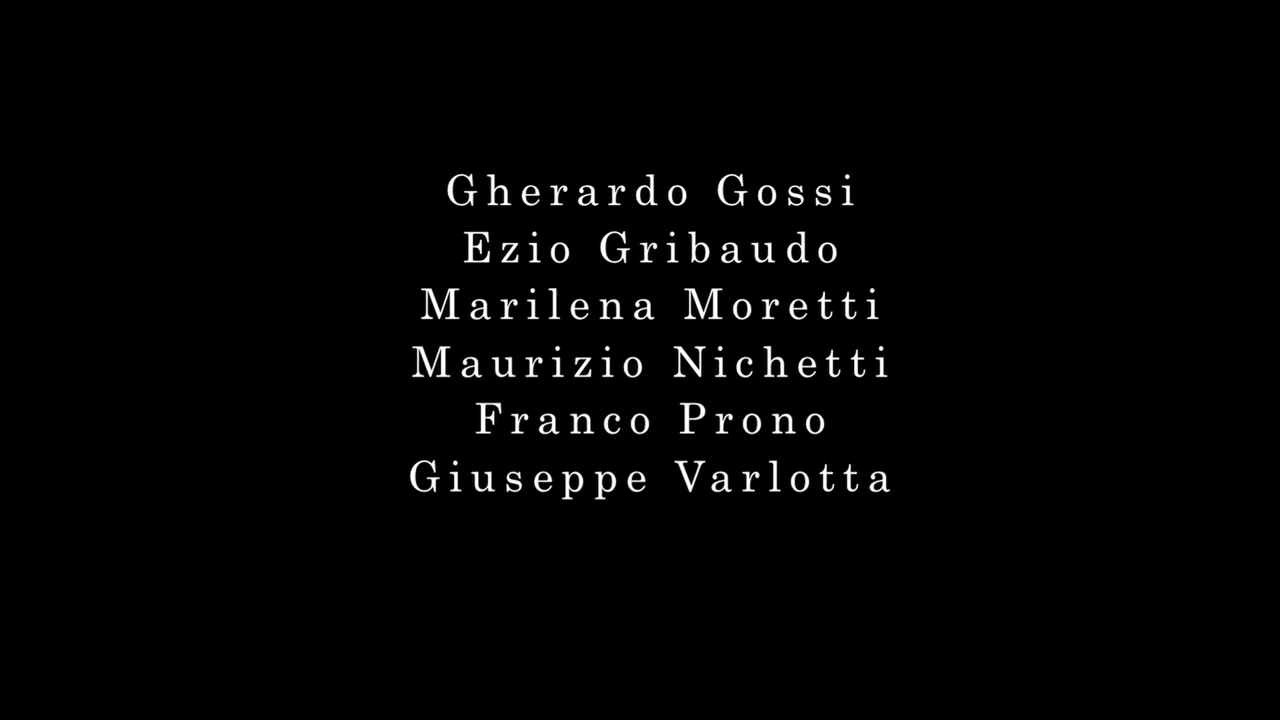 Gherardo Gossi
Ezio Gribaudo
Marilena Moretti
Maurizio Nichetti
Franco Prono
Giuseppe Varlotta